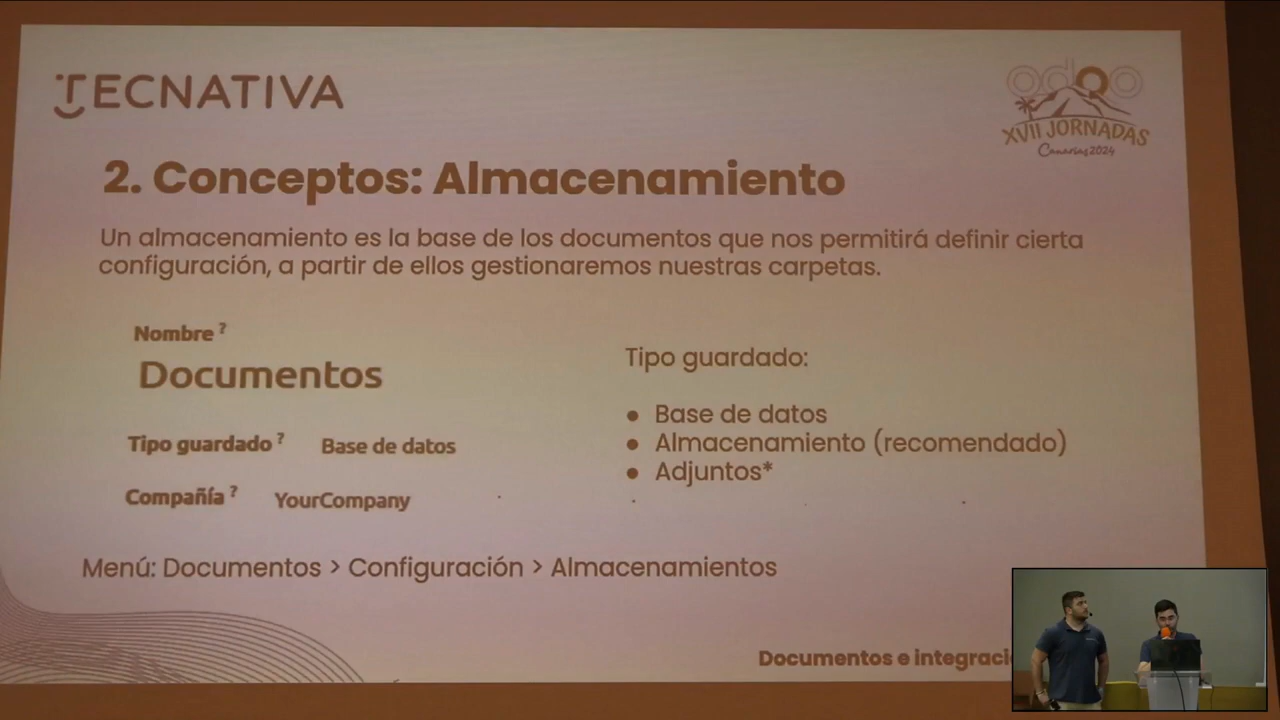 TECNATIVA
odoo
XVII JORNADAS
Canarias 2024
2. Conceptos: Almacenamiento
Un almacenamiento es la base de los documentos que nos permitirá definir cierta
configuración, a partir de ellos gestionaremos nuestras carpetas.
Nombre ?
Documentos
Tipo guardado ? Base de datos
Compañía ? YourCompany
Tipo guardado:
● Base de datos
● Almacenamiento (recomendado)
● Adjuntos*
Menú: Documentos > Configuración > Almacenamientos
Documentos e integraci